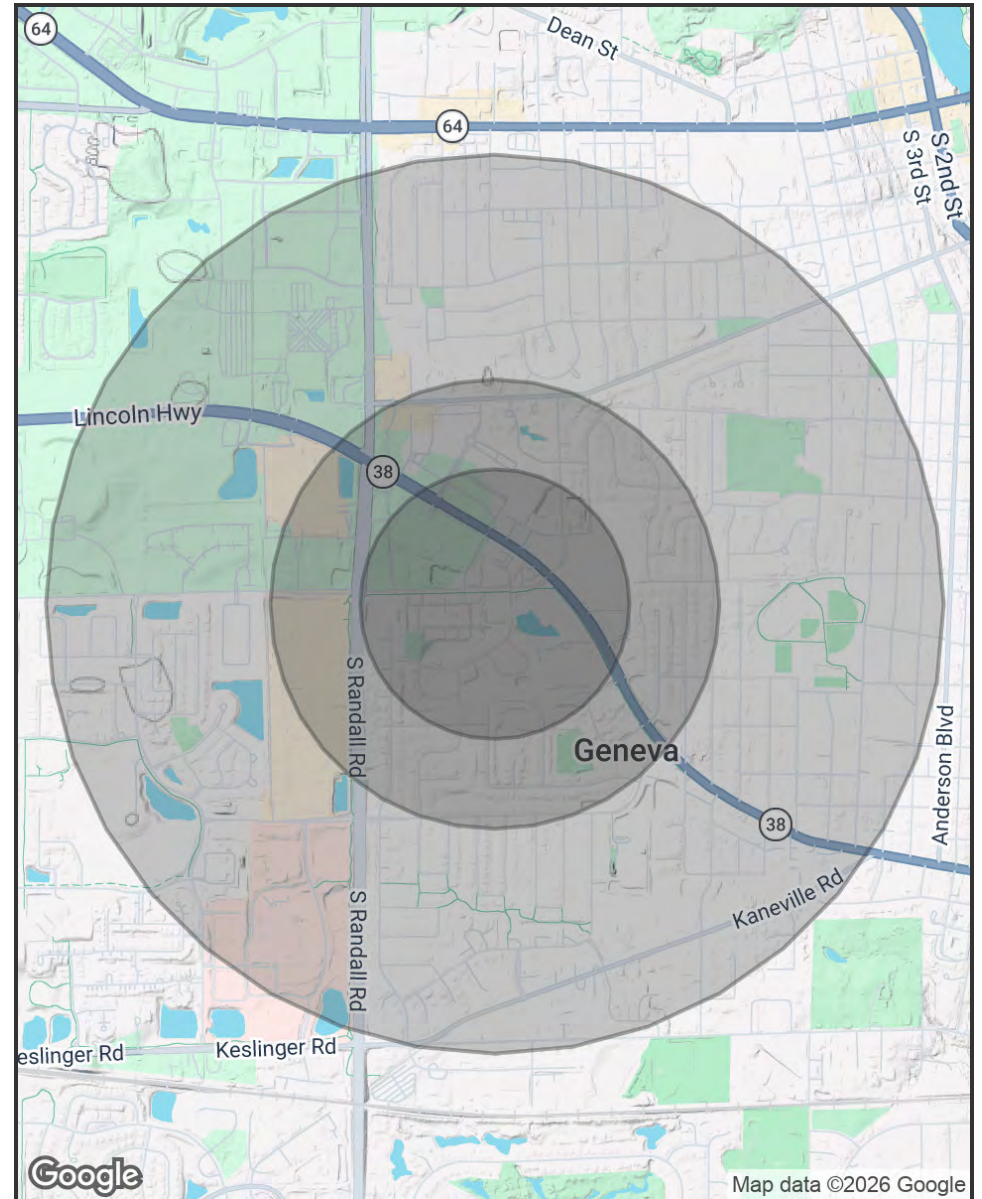 64
Dean St
64
S 2nd St
S 3rd St
Lincoln Hwy
38
S Randall Rd
Geneva
Anderson Blvd
38
Kaneville Rd
S Randall Rd
eslinger Rd
Keslinger Rd
Google
Map data ©2026 Google